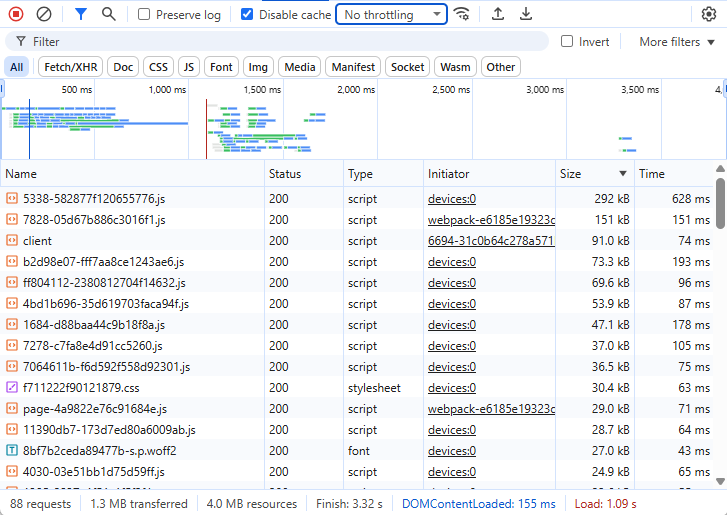 Preserve log Disable cache No throttling
Filter Invert More filters
All Fetch/XHR Doc CSS JS Font Img Media Manifest Socket Wasm Other
500 ms 1,000 ms 1,500 ms 2,000 ms 2,500 ms 3,000 ms 3,500 ms 4,
Name Status Type Initiator Size Time
5338-582877f120655776.js 200 script devices:0 292 kB 628 ms
7828-05d67b886c3016f1.js 200 script webpack-e6185e19323c 151 kB 151 ms
client 200 script 6694-31c0b64c278a571 91.0 kB 74 ms
b2d98e07-fff7aa8ce1243ae6.js 200 script devices:0 73.3 kB 193 ms
ff804112-2380812704f14632.js 200 script devices:0 69.6 kB 96 ms
4bd1b696-35d619703faca94f.js 200 script devices:0 53.9 kB 87 ms
1684-d88baa44c9b18f8a.js 200 script devices:0 47.1 kB 178 ms
7278-c7fa8e4d91cc5260.js 200 script devices:0 37.0 kB 105 ms
7064611b-f6d592f558d92301.js 200 script devices:0 36.5 kB 75 ms
f711222f90121879.css 200 stylesheet devices:0 30.4 kB 63 ms
page-4a9822e76c91684e.js 200 script webpack-e6185e19323c 29.0 kB 71 ms
11390db7-173d7ed80a6009ab.js 200 script devices:0 28.7 kB 64 ms
8bf7b2ceda89477b-s.p.woff2 200 font devices:0 27.0 kB 43 ms
4030-03e51bb1d75d59ff.js 200 script devices:0 24.9 kB 65 ms
88 requests 1.3 MB transferred 4.0 MB resources Finish: 3.32 s DOMContentLoaded: 155 ms Load: 1.09 s